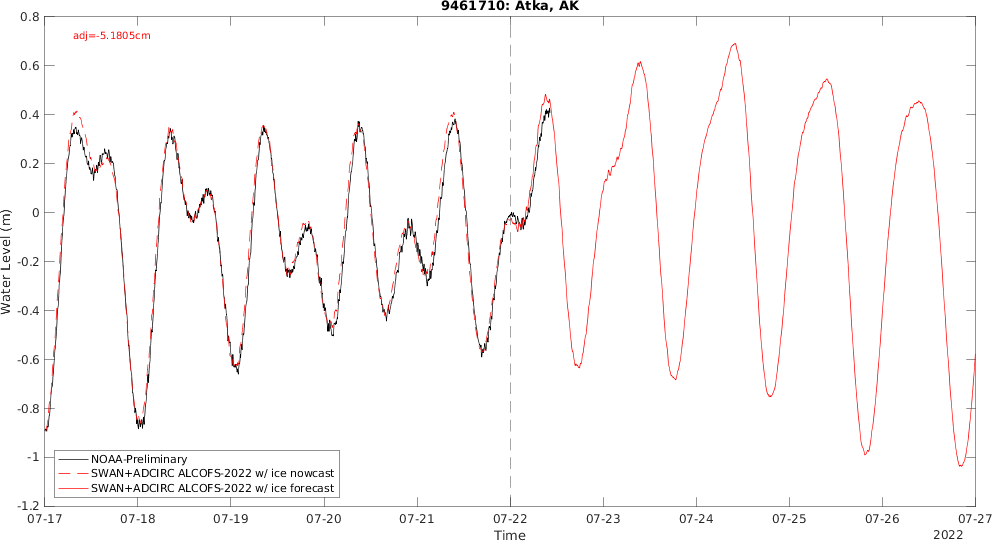 9461710: Atka, AK
adj=-5.1805cm
Water Level (m)
0.8
0.6
0.4
0.2
0
-0.2
-0.4
-0.6
-0.8
-1
-1.2
NOAA-Preliminary
SWAN+ADCIRC ALCOFS-2022 w/ ice nowcast
SWAN+ADCIRC ALCOFS-2022 w/ ice forecast
07-17 07-18 07-19 07-20 07-21 07-22 07-23 07-24 07-25 07-26 07-27
Time
2022